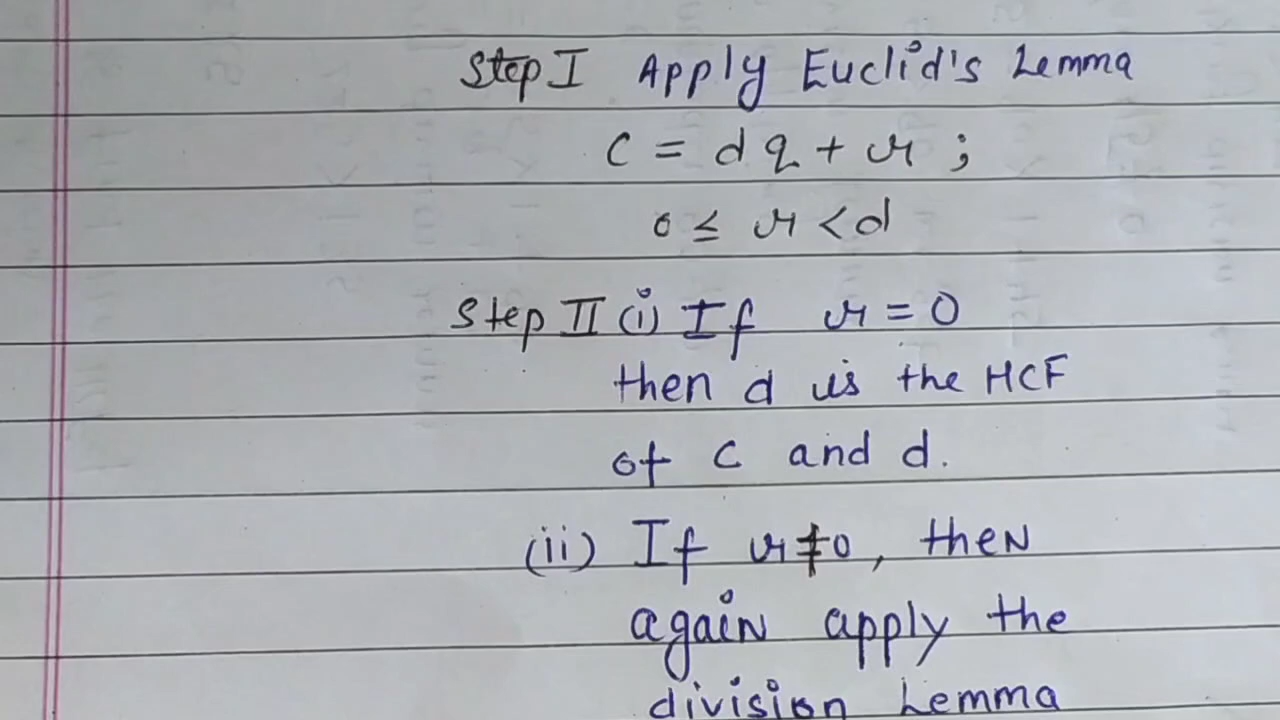 Step I Apply Euclid's Lemma
C = dq + r ;
0 ≤ r < d
Step II (i) If r = 0
then d is the HCF
of C and d.
(ii) If r ≠ 0, then
again apply the
division Lemma